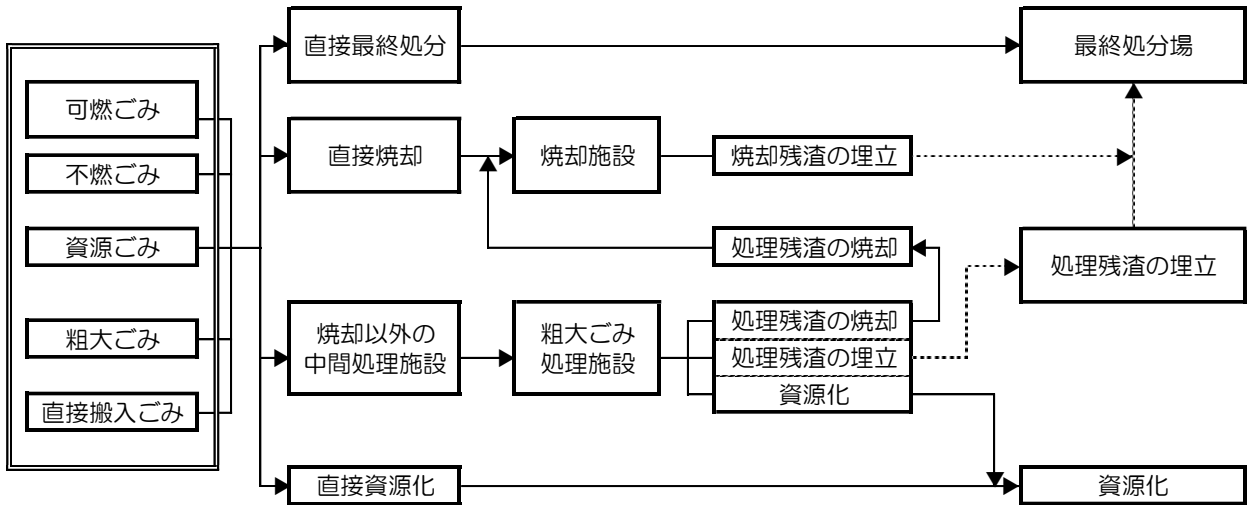 可燃ごみ
不燃ごみ
資源ごみ
粗大ごみ
直接搬入ごみ
直接最終処分
最終処分場
直接焼却
焼却施設
焼却残渣の埋立
処理残渣の焼却
処理残渣の埋立
焼却以外の
中間処理施設
粗大ごみ
処理施設
処理残渣の焼却
処理残渣の埋立
資源化
直接資源化
資源化